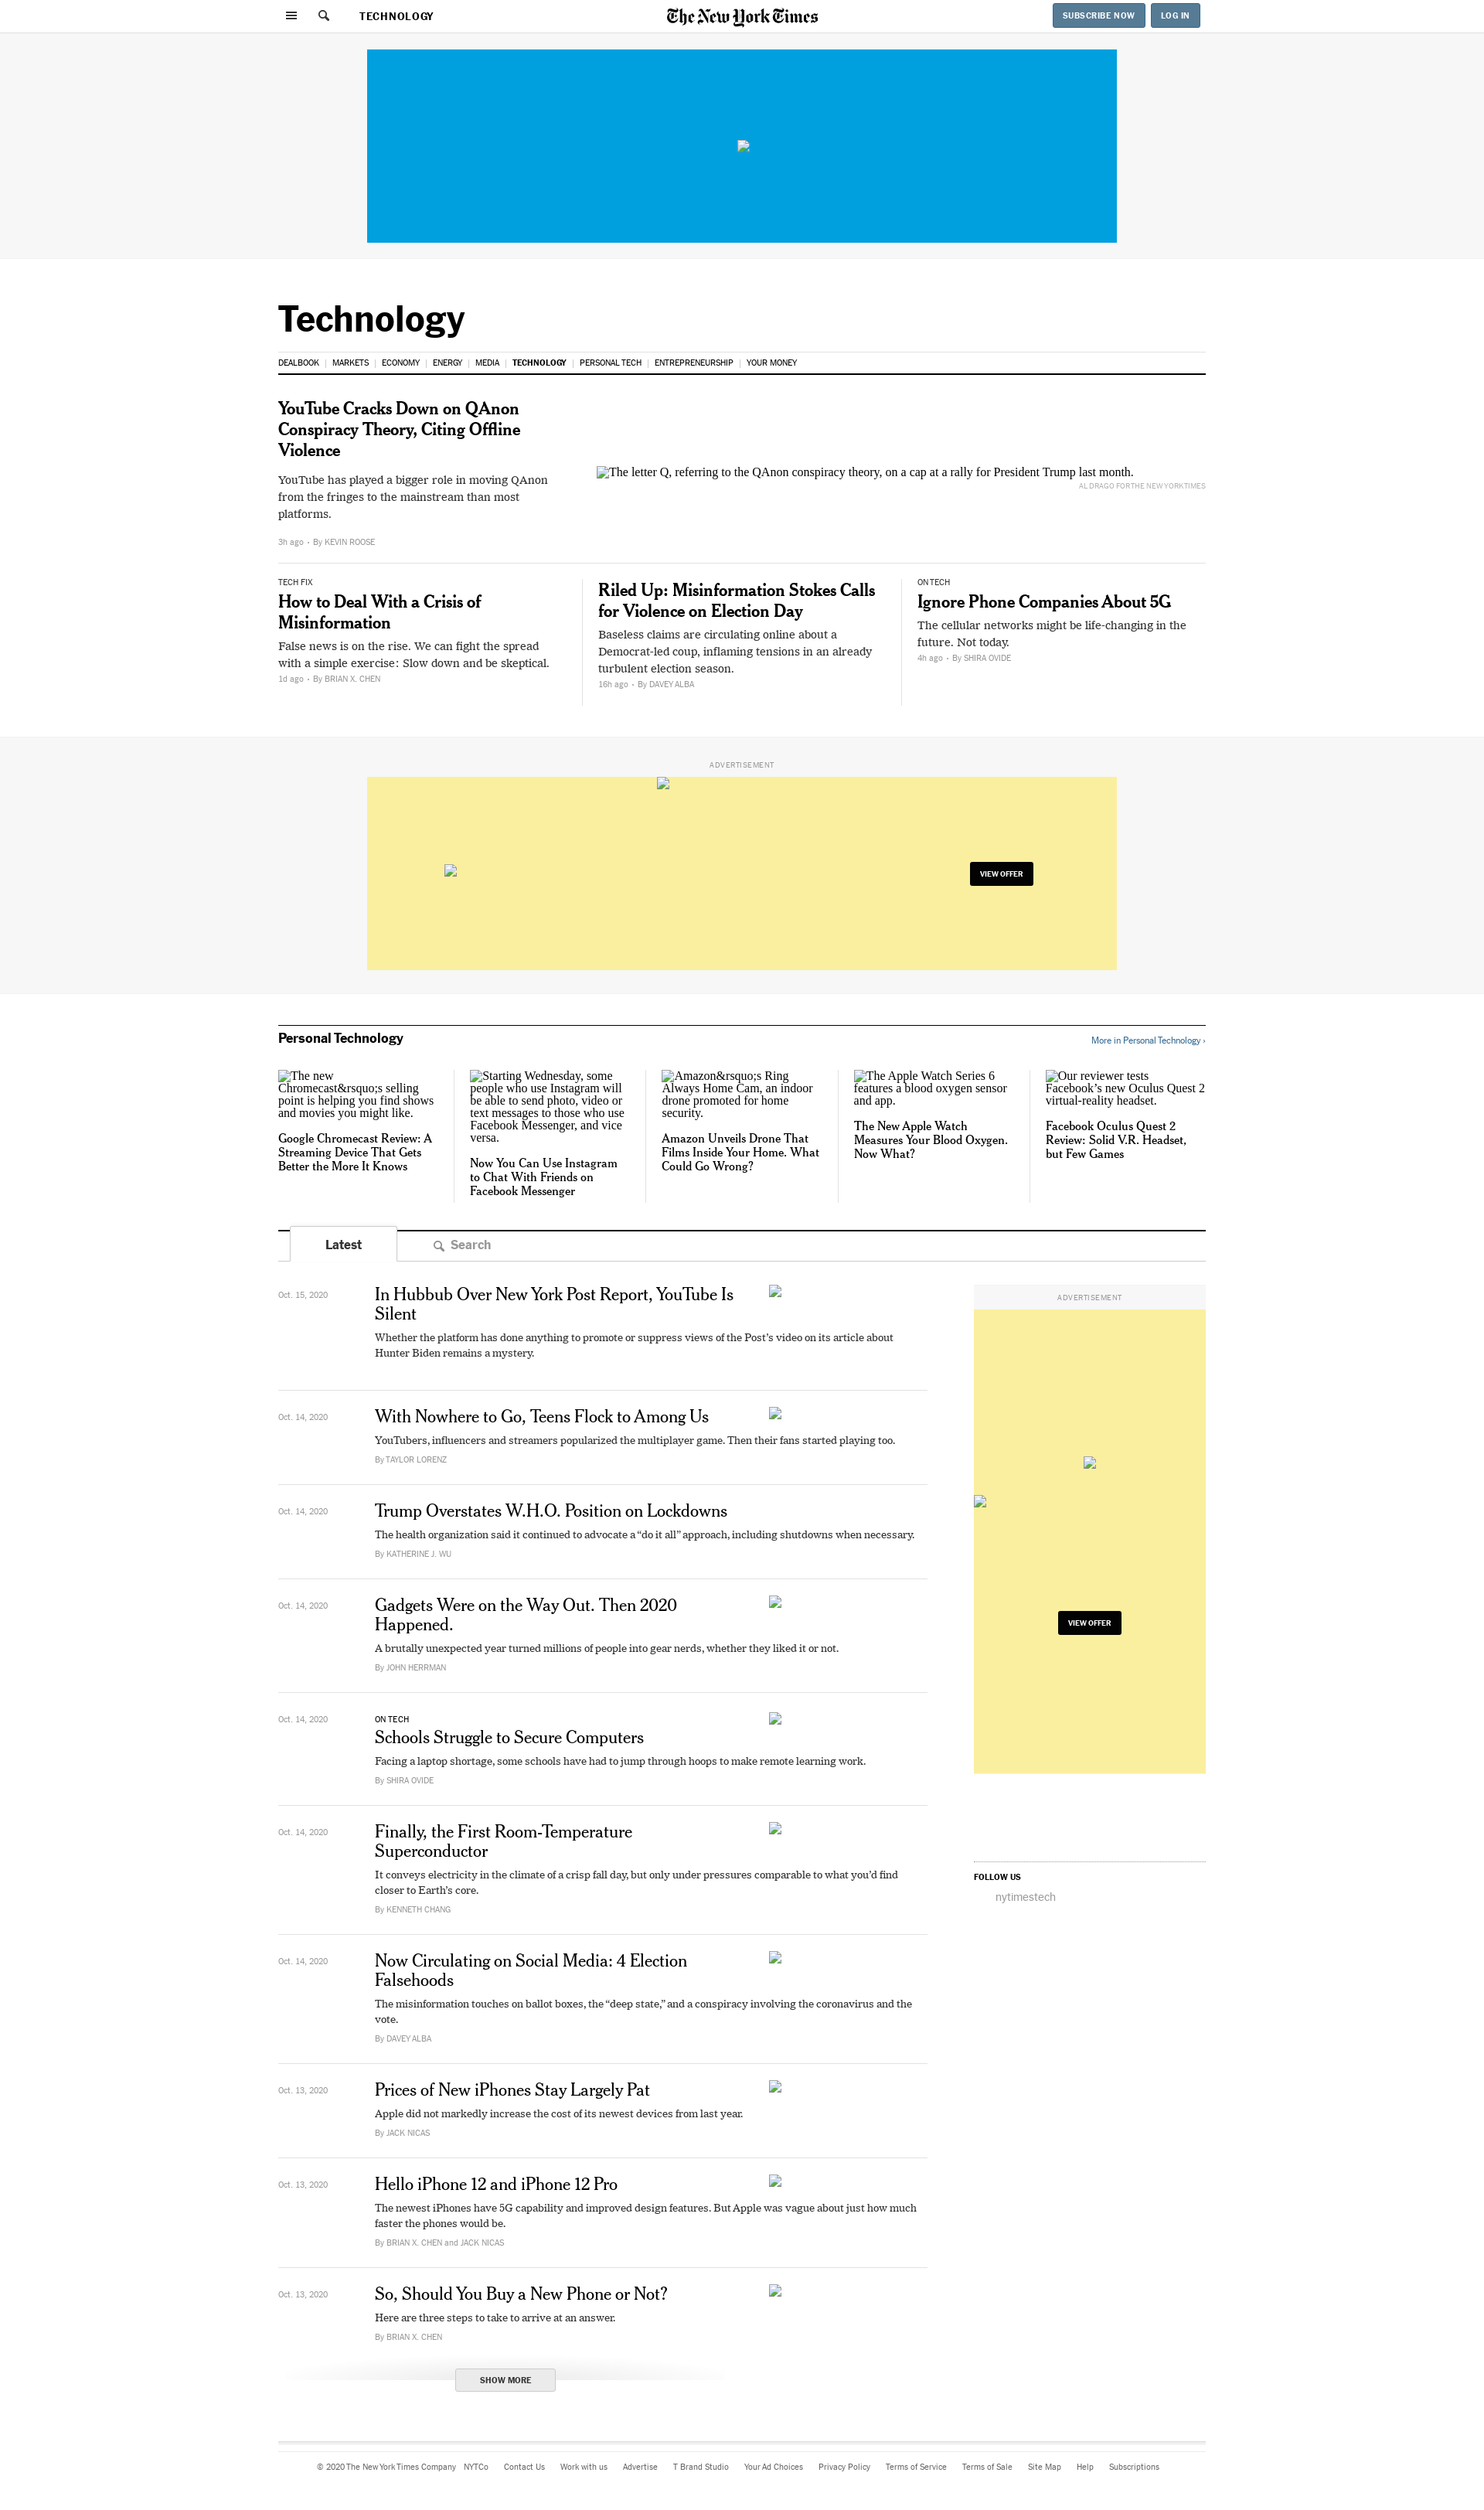 TECHNOLOGY
The New York Times
SUBSCRIBE NOW
LOG IN
Technology
DEALBOOK
MARKETS
ECONOMY
ENERGY
MEDIA
TECHNOLOGY
PERSONAL TECH
ENTREPRENEURSHIP
YOUR MONEY
YouTube Cracks Down on QAnon
Conspiracy Theory, Citing Offline
Violence
YouTube has played a bigger role in moving QAnon
from the fringes to the mainstream than most
platforms.
3h ago • By KEVIN ROOSE
The letter Q, referring to the QAnon conspiracy theory, on a cap at a rally for President Trump last month.
AL DRAGO FOR THE NEW YORK TIMES
TECH FIX
How to Deal With a Crisis of
Misinformation
False news is on the rise. We can fight the spread
with a simple exercise: Slow down and be skeptical.
1d ago • By BRIAN X. CHEN
Riled Up: Misinformation Stokes Calls
for Violence on Election Day
Baseless claims are circulating online about a
Democrat-led coup, inflaming tensions in an already
turbulent election season.
16h ago • By DAVEY ALBA
ON TECH
Ignore Phone Companies About 5G
The cellular networks might be life-changing in the
future. Not today.
4h ago • By SHIRA OVIDE
ADVERTISEMENT
VIEW OFFER
Personal Technology
More in Personal Technology ›
The new
Chromecast&rsquo;s selling
point is helping you find shows
and movies you might like.
Google Chromecast Review: A
Streaming Device That Gets
Better the More It Knows
Starting Wednesday, some
people who use Instagram will
be able to send photo, video or
text messages to those who use
Facebook Messenger, and vice
versa.
Now You Can Use Instagram
to Chat With Friends on
Facebook Messenger
Amazon&rsquo;s Ring
Always Home Cam, an indoor
drone promoted for home
security.
Amazon Unveils Drone That
Films Inside Your Home. What
Could Go Wrong?
The Apple Watch Series 6
features a blood oxygen sensor
and app.
The New Apple Watch
Measures Your Blood Oxygen.
Now What?
Our reviewer tests
Facebook’s new Oculus Quest 2
virtual-reality headset.
Facebook Oculus Quest 2
Review: Solid V.R. Headset,
but Few Games
Latest
Search
Oct. 15, 2020
In Hubbub Over New York Post Report, YouTube Is
Silent
Whether the platform has done anything to promote or suppress views of the Post’s video on its article about
Hunter Biden remains a mystery.
Oct. 14, 2020
With Nowhere to Go, Teens Flock to Among Us
YouTubers, influencers and streamers popularized the multiplayer game. Then their fans started playing too.
By TAYLOR LORENZ
Oct. 14, 2020
Trump Overstates W.H.O. Position on Lockdowns
The health organization said it continued to advocate a “do it all” approach, including shutdowns when necessary.
By KATHERINE J. WU
Oct. 14, 2020
Gadgets Were on the Way Out. Then 2020
Happened.
A brutally unexpected year turned millions of people into gear nerds, whether they liked it or not.
By JOHN HERRMAN
Oct. 14, 2020
ON TECH
Schools Struggle to Secure Computers
Facing a laptop shortage, some schools have had to jump through hoops to make remote learning work.
By SHIRA OVIDE
Oct. 14, 2020
Finally, the First Room-Temperature
Superconductor
It conveys electricity in the climate of a crisp fall day, but only under pressures comparable to what you’d find
closer to Earth’s core.
By KENNETH CHANG
Oct. 14, 2020
Now Circulating on Social Media: 4 Election
Falsehoods
The misinformation touches on ballot boxes, the “deep state,” and a conspiracy involving the coronavirus and the
vote.
By DAVEY ALBA
Oct. 13, 2020
Prices of New iPhones Stay Largely Pat
Apple did not markedly increase the cost of its newest devices from last year.
By JACK NICAS
Oct. 13, 2020
Hello iPhone 12 and iPhone 12 Pro
The newest iPhones have 5G capability and improved design features. But Apple was vague about just how much
faster the phones would be.
By BRIAN X. CHEN and JACK NICAS
Oct. 13, 2020
So, Should You Buy a New Phone or Not?
Here are three steps to take to arrive at an answer.
By BRIAN X. CHEN
SHOW MORE
ADVERTISEMENT
VIEW OFFER
FOLLOW US
nytimestech
© 2020 The New York Times Company NYTCo Contact Us Work with us Advertise T Brand Studio Your Ad Choices Privacy Policy Terms of Service Terms of Sale Site Map Help Subscriptions